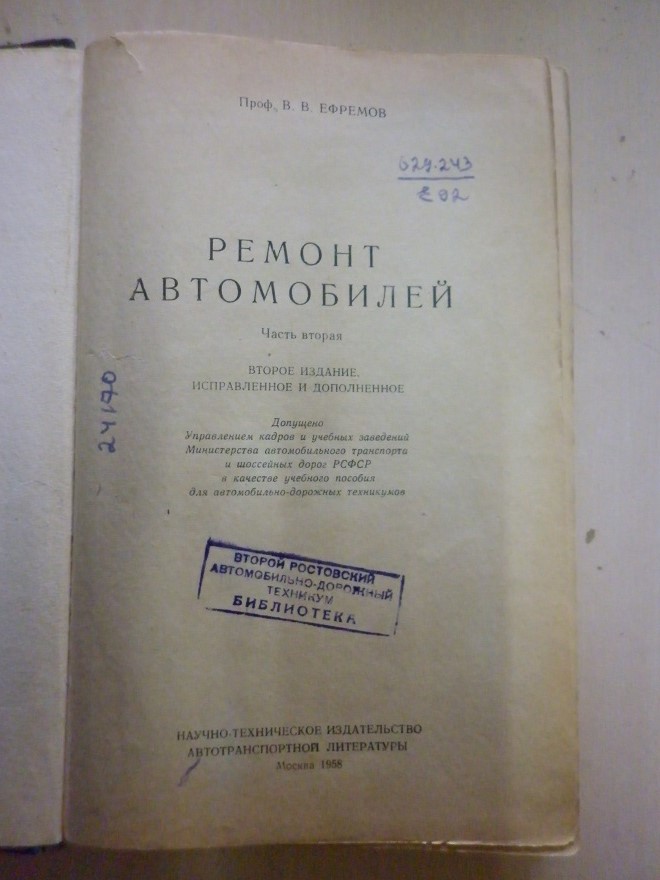 Проф. В. В. ЕФРЕМОВ
629-243
Е 92
РЕМОНТ
АВТОМОБИЛЕЙ
Часть вторая
ВТОРОЕ ИЗДАНИЕ,
ИСПРАВЛЕННОЕ И ДОПОЛНЕННОЕ
24170
Допущено
Управлением кадров и учебных заведений
Министерства автомобильного транспорта
и шоссейных дорог РСФСР
в качестве учебного пособия
для автомобильно-дорожных техникумов
ВТОРОЙ РОСТОВСКИЙ
АВТОМОБИЛЬНО-ДОРОЖНЫЙ
ТЕХНИКУМ
БИБЛИОТЕКА
НАУЧНО-ТЕХНИЧЕСКОЕ ИЗДАТЕЛЬСТВО
АВТОТРАНСПОРТНОЙ ЛИТЕРАТУРЫ
Москва 1958